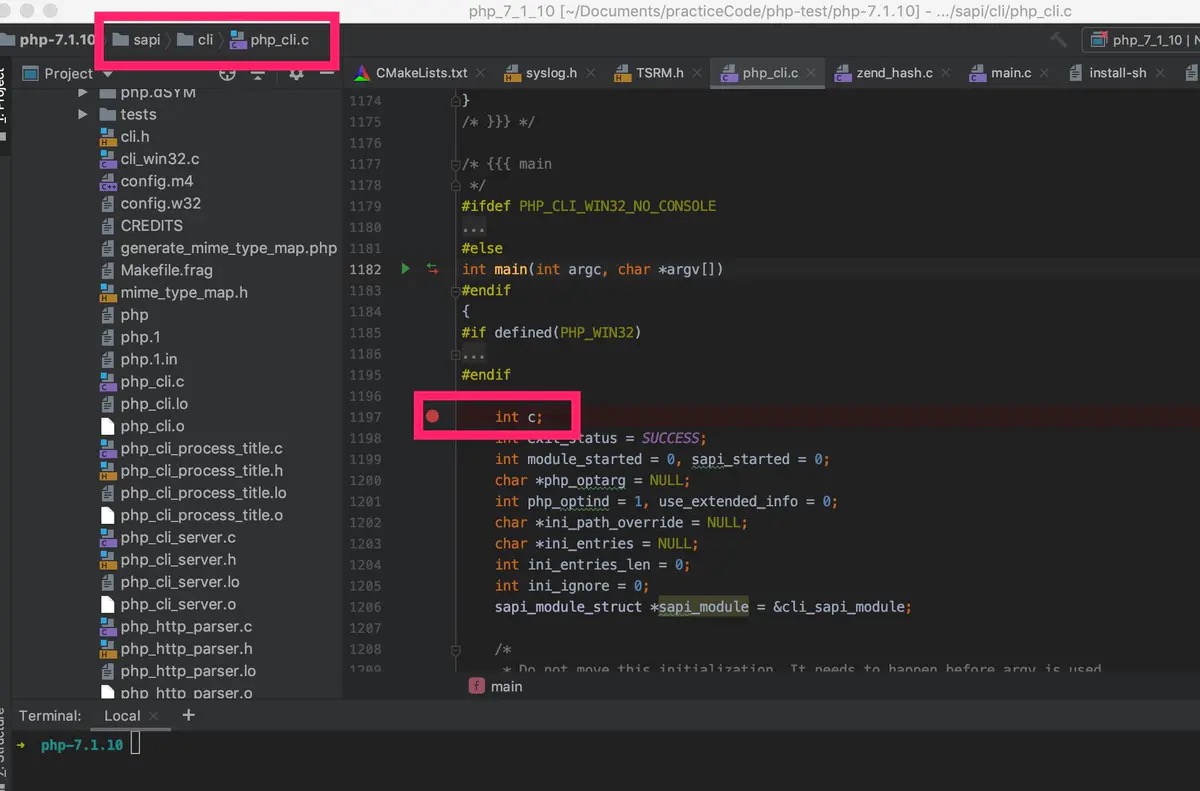 php_7_1_10 [~/Documents/practiceCode/php-test/php-7.1.10] - .../sapi/cli/php_cli.c
php-7.1.10 sapi cli php_cli.c
php_7_1_10
Project
CMakeLists.txt
syslog.h
TSRM.h
php_cli.c
zend_hash.c
main.c
install-sh
1: Project
php.dSYM
tests
cli.h
cli_win32.c
config.m4
config.w32
CREDITS
generate_mime_type_map.php
Makefile.frag
mime_type_map.h
php
php.1
php.1.in
php_cli.c
php_cli.lo
php_cli.o
php_cli_process_title.c
php_cli_process_title.h
php_cli_process_title.lo
php_cli_process_title.o
php_cli_server.c
php_cli_server.h
php_cli_server.lo
php_cli_server.o
php_http_parser.c
php_http_parser.h
php_http_parser.lo
php_http_parser.o
1174 }
1175 /* }}} */
1176
1177 /* {{{ main
1178 */
1179 #ifdef PHP_CLI_WIN32_NO_CONSOLE
1180 ...
1181 #else
1182 int main(int argc, char *argv[])
1183 #endif
1184 {
1185 #if defined(PHP_WIN32)
1186 ...
1195 #endif
1196
1197 int c;
1198 int exit_status = SUCCESS;
1199 int module_started = 0, sapi_started = 0;
1200 char *php_optarg = NULL;
1201 int php_optind = 1, use_extended_info = 0;
1202 char *ini_path_override = NULL;
1203 char *ini_entries = NULL;
1204 int ini_entries_len = 0;
1205 int ini_ignore = 0;
1206 sapi_module_struct *sapi_module = &cli_sapi_module;
1207
1208 /*
1209 * Do not move this initialization. It needs to happen before argv is used
main
Terminal: Local
php-7.1.10